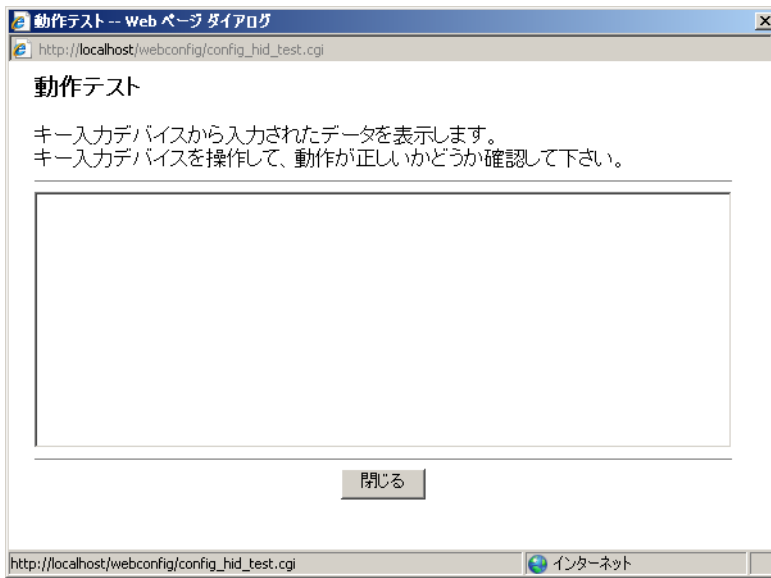 動作テスト -- Web ページ ダイアログ
http://localhost/webconfig/config_hid_test.cgi
動作テスト
キー入力デバイスから入力されたデータを表示します。
キー入力デバイスを操作して、動作が正しいかどうか確認して下さい。
閉じる
http://localhost/webconfig/config_hid_test.cgi
インターネット